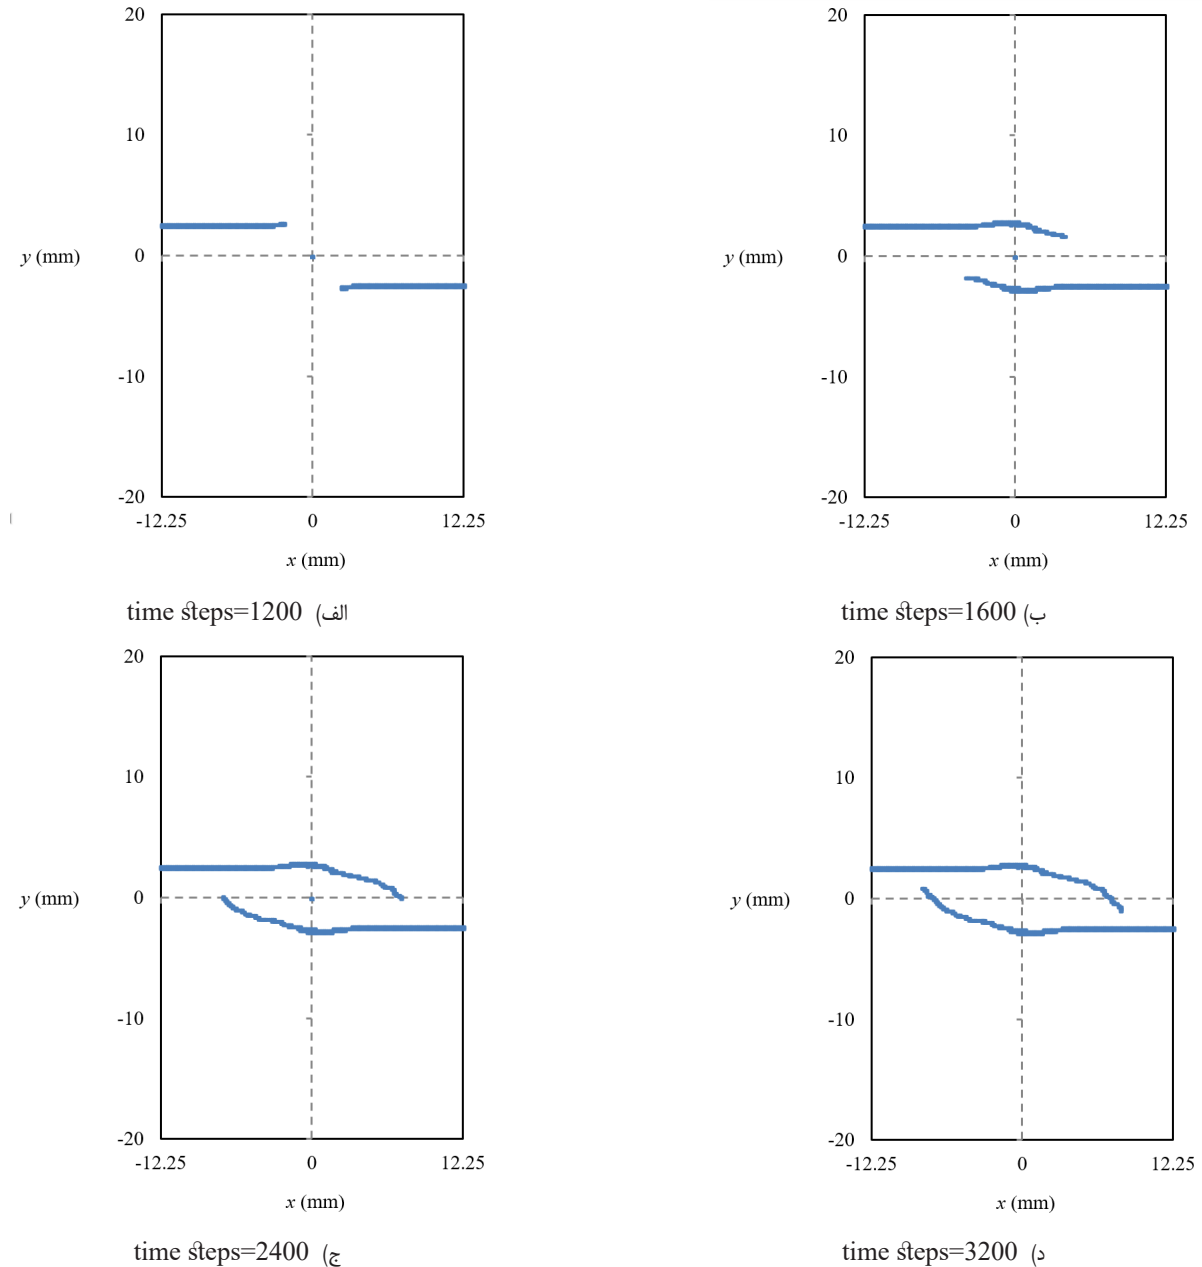 20
20
10
10
y (mm)
0
y (mm)
0
-10
-10
-20
-20
-12.25 0 12.25
-12.25 0 12.25
x (mm)
x (mm)
الف) time steps=1200
ب) time steps=1600
20
20
10
10
y (mm)
0
y (mm)
0
-10
-10
-20
-20
-12.25 0 12.25
-12.25 0 12.25
x (mm)
x (mm)
ج) time steps=2400
د) time steps=3200